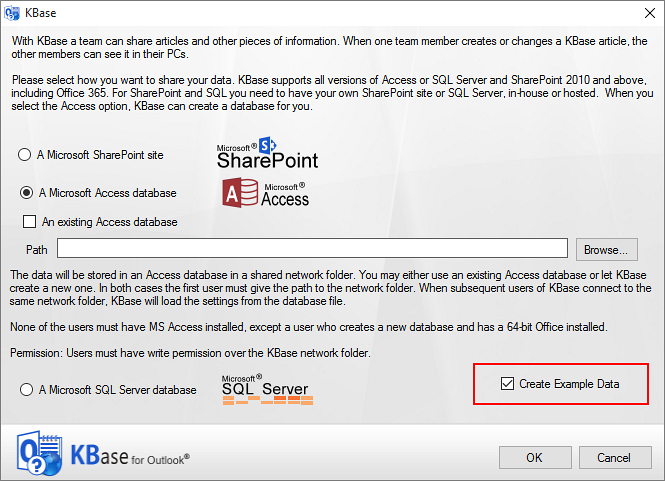 KBase
With KBase a team can share articles and other pieces of information. When one team member creates or changes a KBase article, the
other members can see it in their PCs.
Please select how you want to share your data. KBase supports all versions of Access or SQL Server and SharePoint 2010 and above,
including Office 365. For SharePoint and SQL you need to have your own SharePoint site or SQL Server, in-house or hosted.  When you
select the Access option, KBase can create a database for you.
A Microsoft SharePoint site
Microsoft®
SharePoint
A Microsoft Access database
A
Microsoft®
Access
An existing Access database
Path
Browse...
The data will be stored in an Access database in a shared network folder. You may either use an existing Access database or let KBase
create a new one. In both cases the first user must give the path to the network folder. When subsequent users of KBase connect to the
same network folder, KBase will load the settings from the database file.
None of the users must have MS Access installed, except a user who creates a new database and has a 64-bit Office installed.
Permission: Users must have write permission over the KBase network folder.
A Microsoft SQL Server database
Microsoft®
SQL Server
Create Example Data
KBase for Outlook®
OK
Cancel